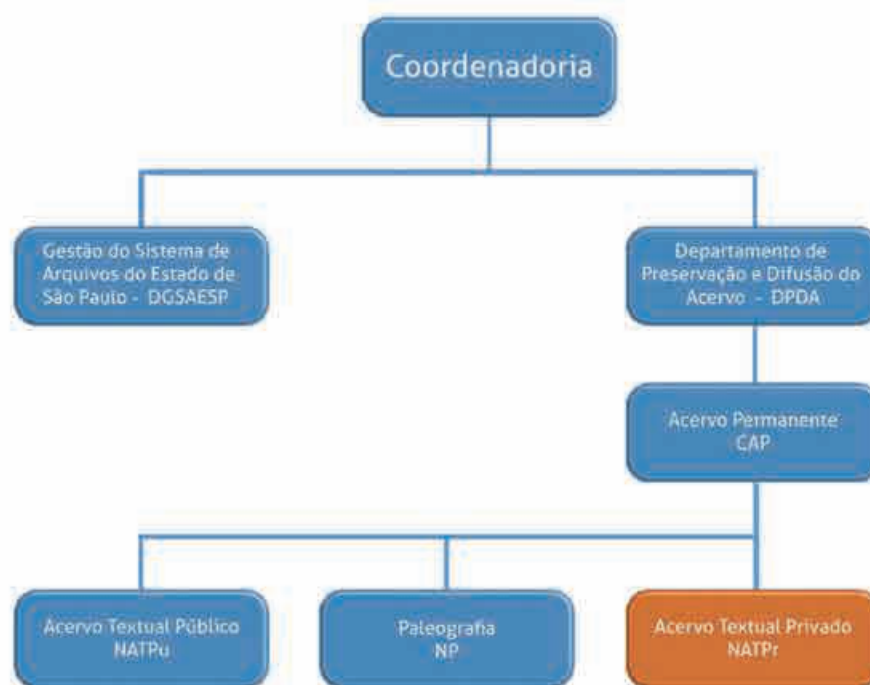 Coordenadoria
Gestão do Sistema de
Arquivos do Estado de
São Paulo - DGSAESP
Departamento de
Preservação e Difusão do
Acervo - DPDA
Acervo Permanente
CAP
Acervo Textual Público
NATPu
Paleografia
NP
Acervo Textual Privado
NATPr